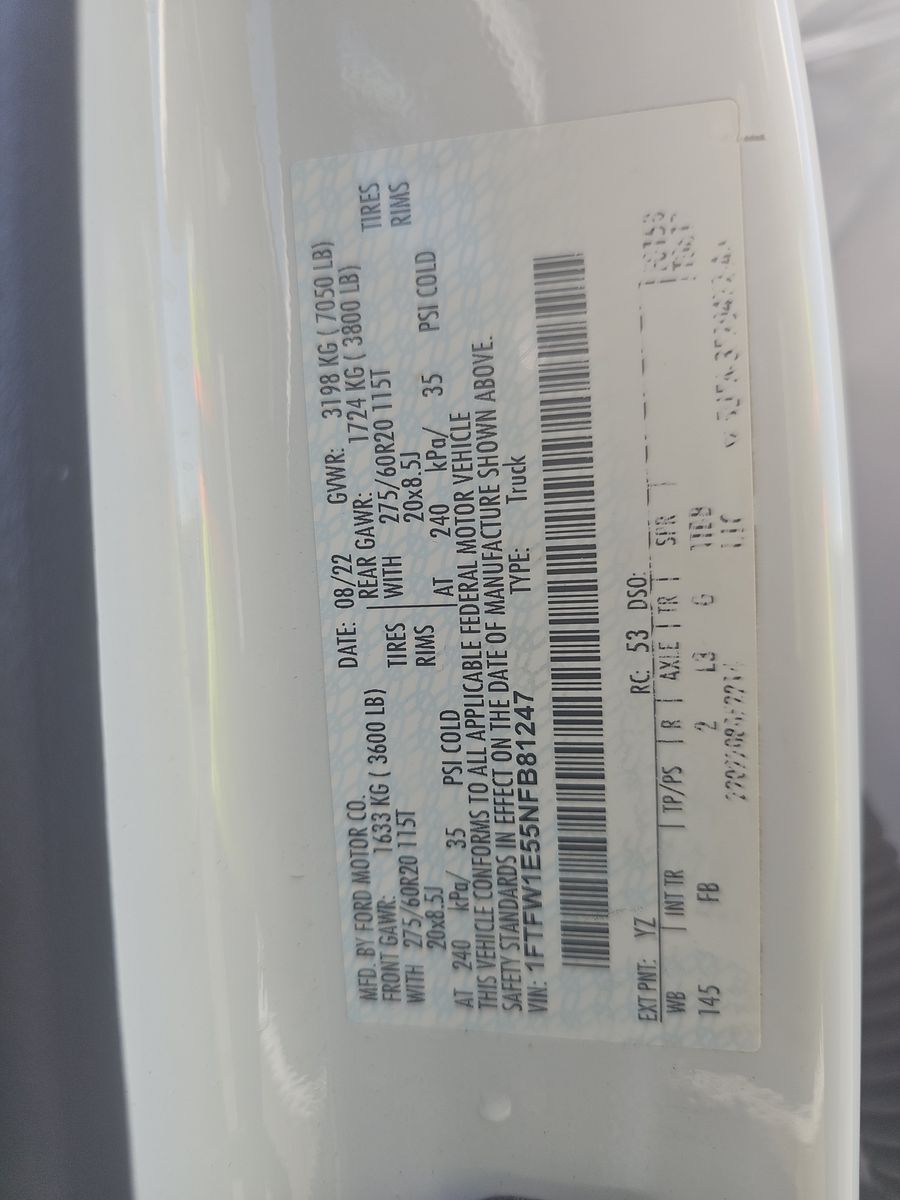 MFD. BY FORD MOTOR CO.
DATE: 08/22 GVWR: 3198 KG ( 7050 LB)
FRONT GAWR: 1633 KG ( 3600 LB) REAR GAWR: 1724 KG ( 3800 LB)
WITH 275/60R20 115T TIRES WITH 275/60R20 115T TIRES
20x8.5J RIMS 20x8.5J RIMS
AT 240 kPa/ 35 PSI COLD AT 240 kPa/ 35 PSI COLD
THIS VEHICLE CONFORMS TO ALL APPLICABLE FEDERAL MOTOR VEHICLE
SAFETY STANDARDS IN EFFECT ON THE DATE OF MANUFACTURE SHOWN ABOVE.
VIN: 1FTFW1E55NFB81247 TYPE: Truck
EXT PNT: YZ RC: 53 DSO:
WB INT TR TP/PS R AXLE TR SPR
145 FB 2 L3 G